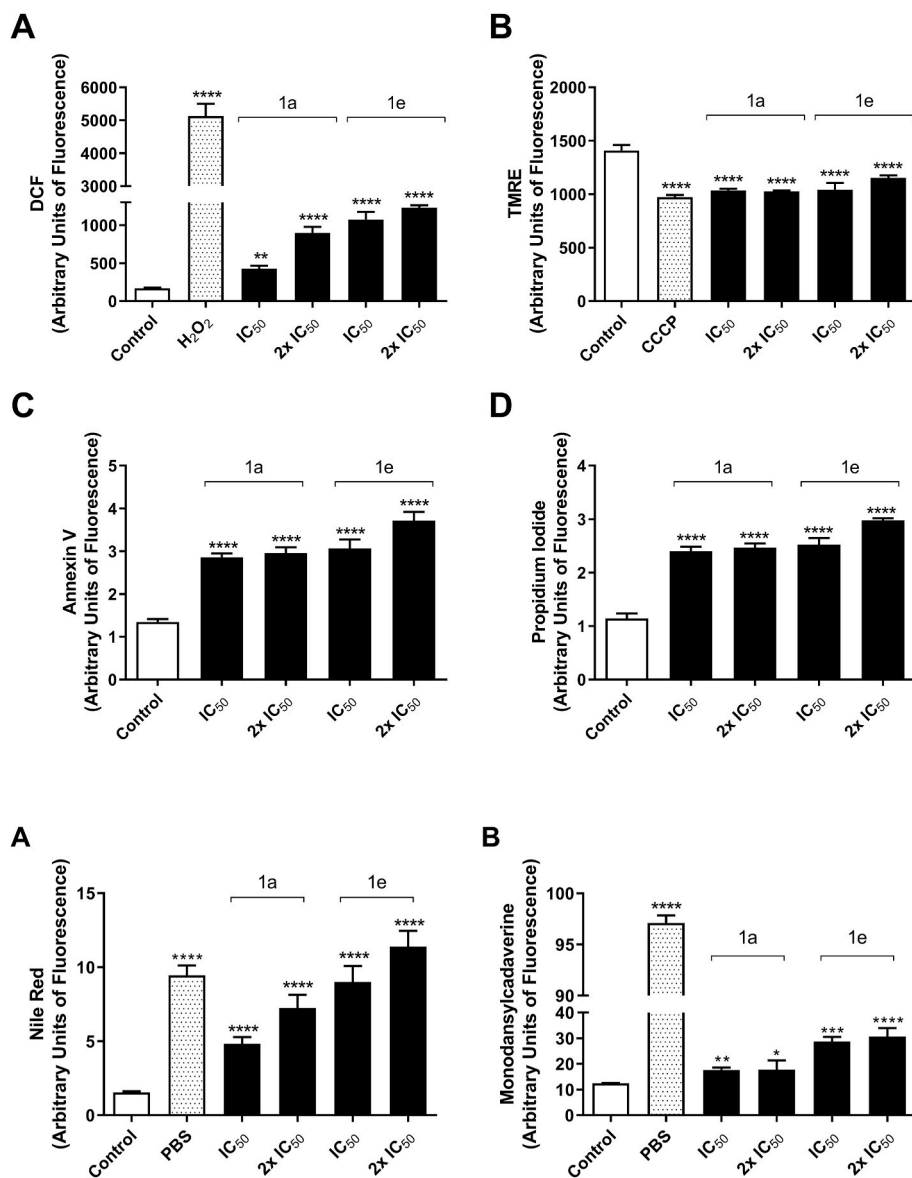 A
DCF
(Arbitrary Units of Fluorescence)
6000
5000
4000
3000
1000
500
0
****
1a
1e
**
****
****
****
Control
H₂O₂
IC₅₀
2x IC₅₀
IC₅₀
2x IC₅₀
B
TMRE
(Arbitrary Units of Fluorescence)
2000
1500
1000
500
0
1a
1e
****
****
****
****
****
Control
CCCP
IC₅₀
2x IC₅₀
IC₅₀
2x IC₅₀
C
Annexin V
(Arbitrary Units of Fluorescence)
5
4
3
2
1
0
1a
1e
****
****
****
****
Control
IC₅₀
2x IC₅₀
IC₅₀
2x IC₅₀
D
Propidium Iodide
(Arbitrary Units of Fluorescence)
4
3
2
1
0
1a
1e
****
****
****
****
Control
IC₅₀
2x IC₅₀
IC₅₀
2x IC₅₀
A
Nile Red
(Arbitrary Units of Fluorescence)
15
10
5
0
1a
1e
****
****
****
****
****
Control
PBS
IC₅₀
2x IC₅₀
IC₅₀
2x IC₅₀
B
Monodansylcadaverine
(Arbitrary Units of Fluorescence)
100
95
90
40
30
20
10
0
****
1a
1e
**
*
***
****
Control
PBS
IC₅₀
2x IC₅₀
IC₅₀
2x IC₅₀